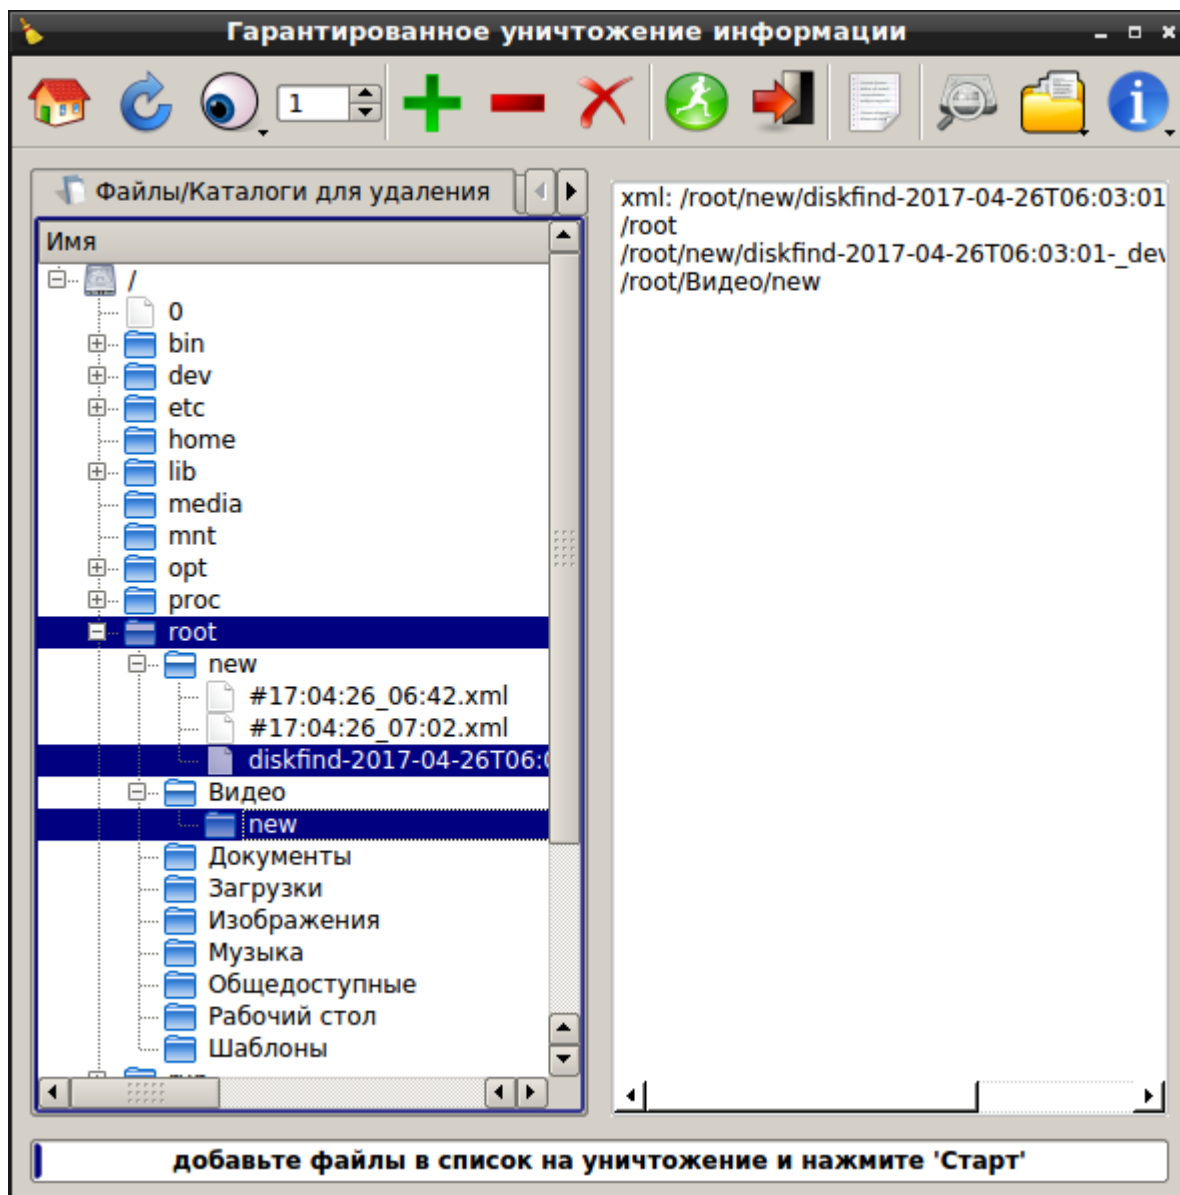 Гарантированное уничтожение информации
1
Файлы/Каталоги для удаления
Имя
/
0
bin
dev
etc
home
lib
media
mnt
opt
proc
root
new
#17:04:26_06:42.xml
#17:04:26_07:02.xml
diskfind-2017-04-26T06:
Видео
new
Документы
Загрузки
Изображения
Музыка
Общедоступные
Рабочий стол
Шаблоны
xml: /root/new/diskfind-2017-04-26T06:03:01
/root
/root/new/diskfind-2017-04-26T06:03:01-_dev
/root/Видео/new
добавьте файлы в список на уничтожение и нажмите 'Старт'